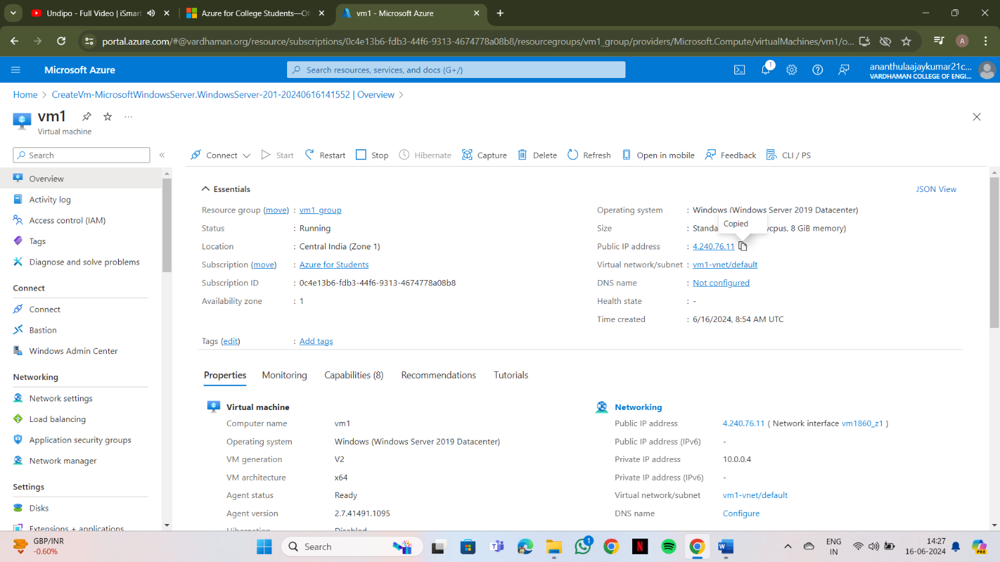 Undipo - Full Video | iSmart
Azure for College Students—Of
vm1 - Microsoft Azure
portal.azure.com/#@vardhaman.org/resource/subscriptions/0c4e13b6-fdb3-44f6-9313-4674778a08b8/resourcegroups/vm1_group/providers/Microsoft.Compute/virtualMachines/vm1/o...
A
Microsoft Azure
Search resources, services, and docs (G+/)
1
ananthulaajaykumar21c...
VARDHAMAN COLLEGE OF ENGI...
Home > CreateVm-MicrosoftWindowsServer.WindowsServer-201-20240616141552 | Overview >
vm1
Virtual machine
Search
Connect
Start
Restart
Stop
Hibernate
Capture
Delete
Refresh
Open in mobile
Feedback
CLI / PS
Overview
Activity log
Access control (IAM)
Tags
Diagnose and solve problems
Connect
Connect
Bastion
Windows Admin Center
Networking
Network settings
Load balancing
Application security groups
Network manager
Settings
Disks
Extensions + applications
Essentials
JSON View
Resource group (move) : vm1_group
Status : Running
Location : Central India (Zone 1)
Subscription (move) : Azure for Students
Subscription ID : 0c4e13b6-fdb3-44f6-9313-4674778a08b8
Availability zone : 1
Operating system : Windows (Windows Server 2019 Datacenter)
Copied
Size : Standa vcpus, 8 GiB memory)
Public IP address : 4.240.76.11
Virtual network/subnet : vm1-vnet/default
DNS name : Not configured
Health state : -
Time created : 6/16/2024, 8:54 AM UTC
Tags (edit) : Add tags
Properties
Monitoring
Capabilities (8)
Recommendations
Tutorials
Virtual machine
Computer name vm1
Operating system Windows (Windows Server 2019 Datacenter)
VM generation V2
VM architecture x64
Agent status Ready
Agent version 2.7.41491.1095
Hibernation Disabled
Networking
Public IP address 4.240.76.11 ( Network interface vm1860_z1 )
Public IP address (IPv6) -
Private IP address 10.0.0.4
Private IP address (IPv6) -
Virtual network/subnet vm1-vnet/default
DNS name Configure
GBP/INR
-0.60%
Search
1
ENG
IN
14:27
16-06-2024
PRE